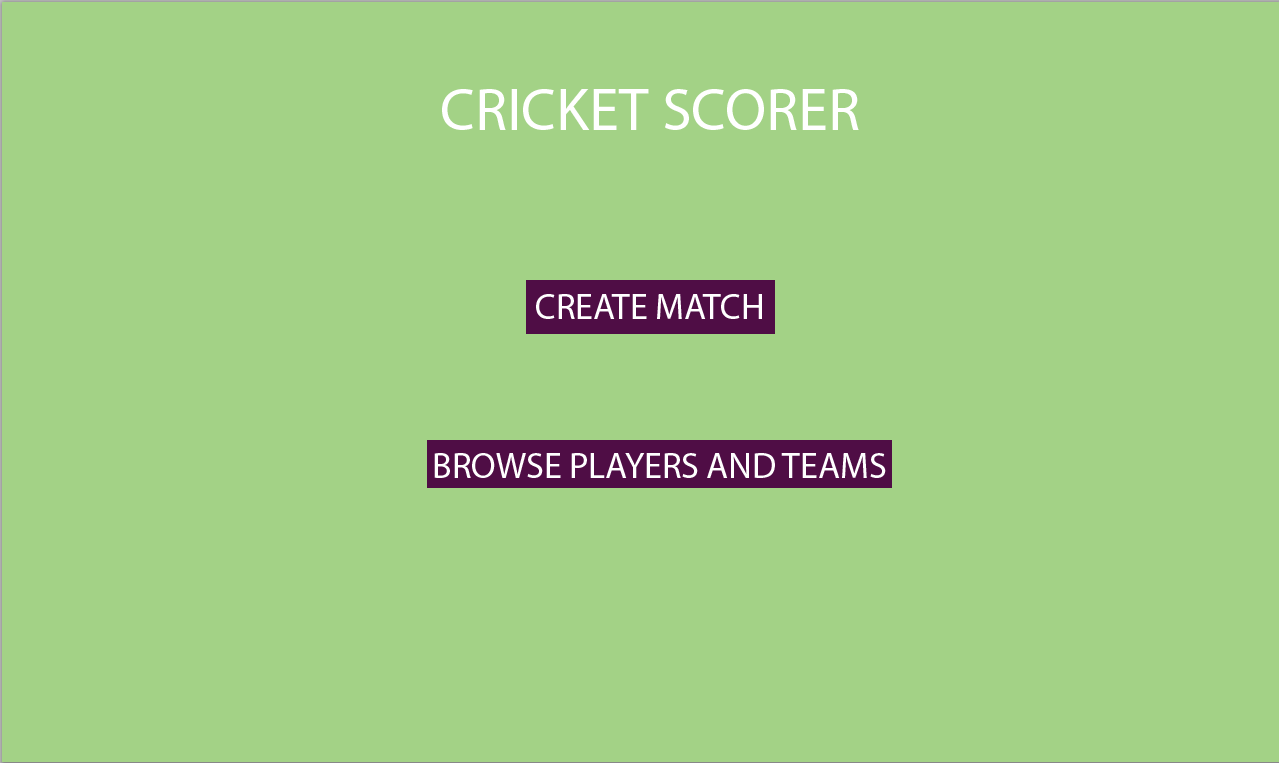 CRICKET SCORER
CREATE MATCH
BROWSE PLAYERS AND TEAMS